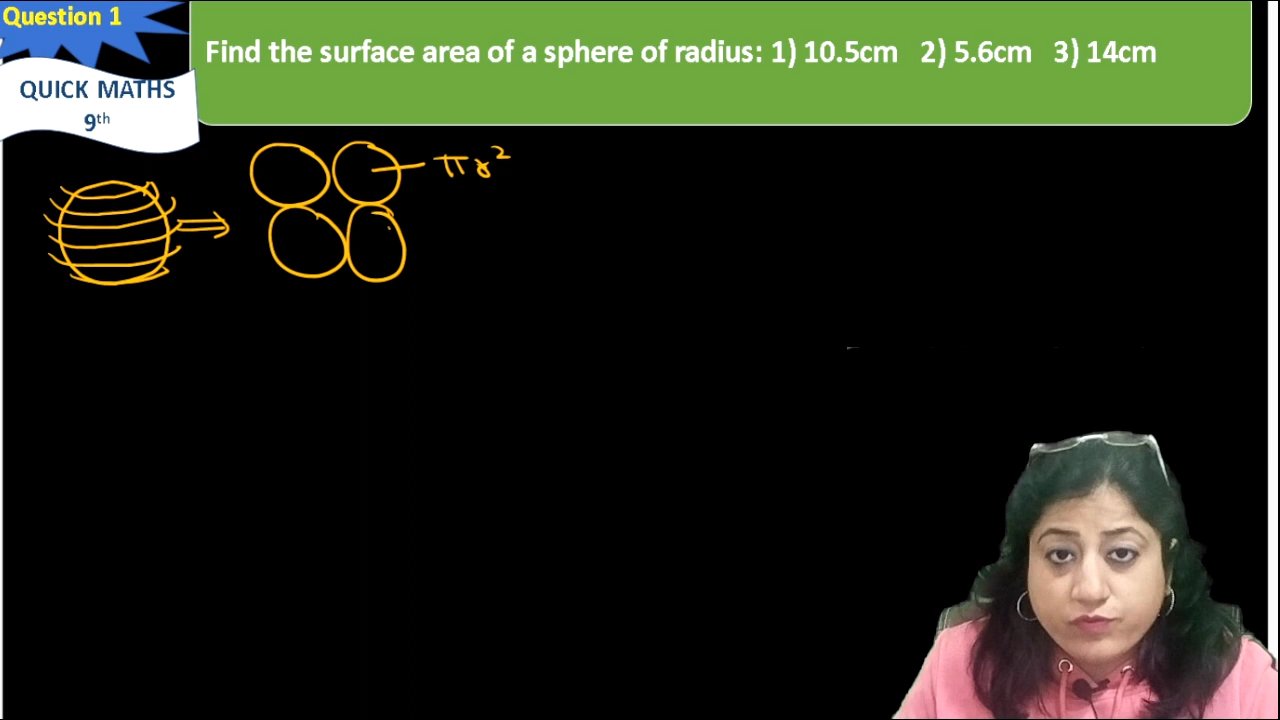 Question 1
QUICK MATHS
9th
Find the surface area of a sphere of radius: 1) 10.5cm 2) 5.6cm 3) 14cm
πr²